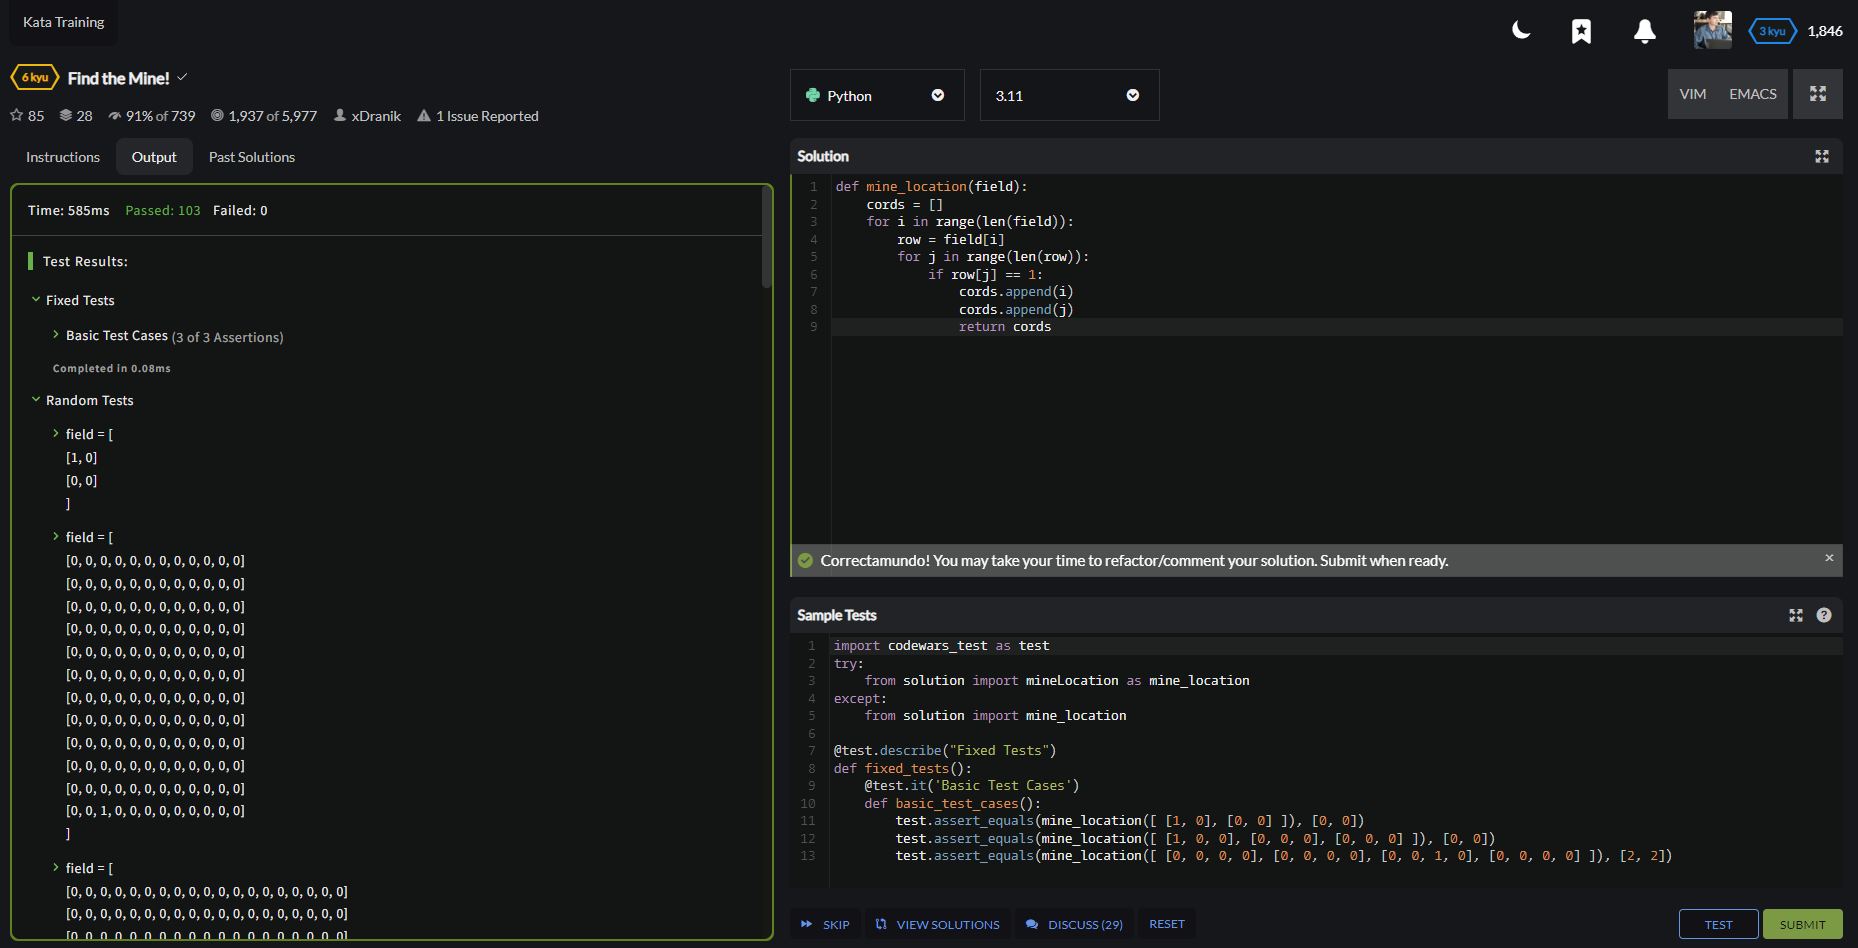 Kata Training
3 kyu 1,846
6 kyu Find the Mine!
85 28 91% of 739 1,937 of 5,977 xDranik 1 Issue Reported
Instructions Output Past Solutions
Time: 585ms Passed: 103 Failed: 0
Test Results:
Fixed Tests
Basic Test Cases (3 of 3 Assertions)
Completed in 0.08ms
Random Tests
field = [
[1, 0]
[0, 0]
]
field = [
[0, 0, 0, 0, 0, 0, 0, 0, 0, 0, 0, 0]
[0, 0, 0, 0, 0, 0, 0, 0, 0, 0, 0, 0]
[0, 0, 0, 0, 0, 0, 0, 0, 0, 0, 0, 0]
[0, 0, 0, 0, 0, 0, 0, 0, 0, 0, 0, 0]
[0, 0, 0, 0, 0, 0, 0, 0, 0, 0, 0, 0]
[0, 0, 0, 0, 0, 0, 0, 0, 0, 0, 0, 0]
[0, 0, 0, 0, 0, 0, 0, 0, 0, 0, 0, 0]
[0, 0, 0, 0, 0, 0, 0, 0, 0, 0, 0, 0]
[0, 0, 0, 0, 0, 0, 0, 0, 0, 0, 0, 0]
[0, 0, 0, 0, 0, 0, 0, 0, 0, 0, 0, 0]
[0, 0, 0, 0, 0, 0, 0, 0, 0, 0, 0, 0]
[0, 0, 1, 0, 0, 0, 0, 0, 0, 0, 0, 0]
]
field = [
[0, 0, 0, 0, 0, 0, 0, 0, 0, 0, 0, 0, 0, 0, 0, 0, 0, 0, 0]
[0, 0, 0, 0, 0, 0, 0, 0, 0, 0, 0, 0, 0, 0, 0, 0, 0, 0, 0]
[0, 0, 0, 0, 0, 0, 0, 0, 0, 0, 0, 0, 0, 0, 0, 0, 0, 0, 0]
Python 3.11 VIM EMACS
Solution
1 def mine_location(field):
2 cords = []
3 for i in range(len(field)):
4 row = field[i]
5 for j in range(len(row)):
6 if row[j] == 1:
7 cords.append(i)
8 cords.append(j)
9 return cords
Correctamundo! You may take your time to refactor/comment your solution. Submit when ready. ×
Sample Tests ?
1 import codewars_test as test
2 try:
3 from solution import mineLocation as mine_location
4 except:
5 from solution import mine_location
6
7 @test.describe("Fixed Tests")
8 def fixed_tests():
9 @test.it('Basic Test Cases')
10 def basic_test_cases():
11 test.assert_equals(mine_location([ [1, 0], [0, 0] ]), [0, 0])
12 test.assert_equals(mine_location([ [1, 0, 0], [0, 0, 0], [0, 0, 0] ]), [0, 0])
13 test.assert_equals(mine_location([ [0, 0, 0, 0], [0, 0, 0, 0], [0, 0, 1, 0], [0, 0, 0, 0] ]), [2, 2])
SKIP VIEW SOLUTIONS DISCUSS (29) RESET TEST SUBMIT